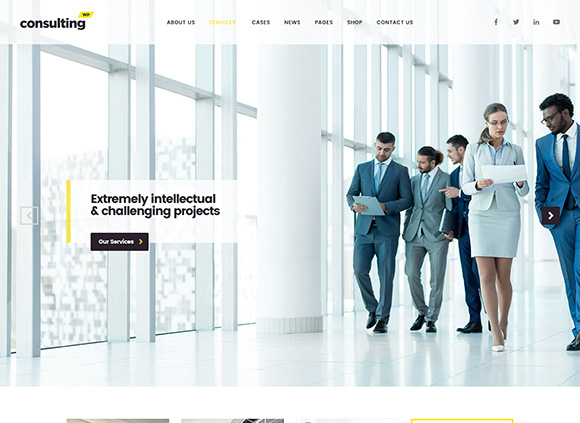 consulting WP
ABOUT US SERVICES CASES NEWS PAGES SHOP CONTACT US
Extremely intellectual
& challenging projects
Our Services